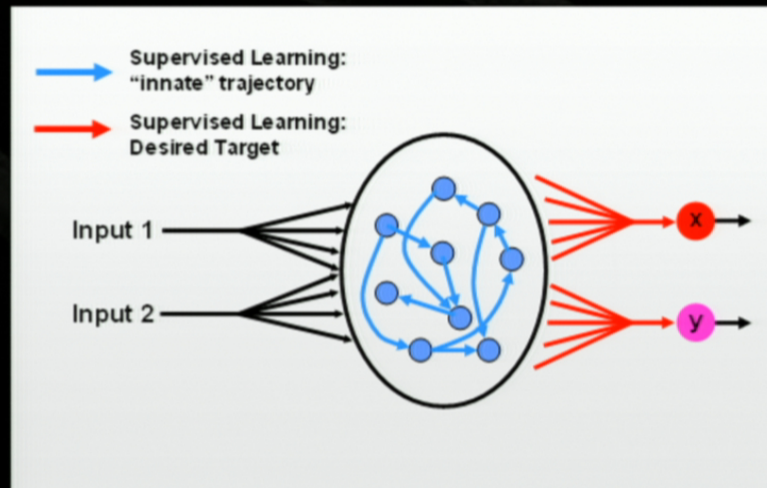 Supervised Learning:
“innate” trajectory
Supervised Learning:
Desired Target
Input 1
Input 2
x
y